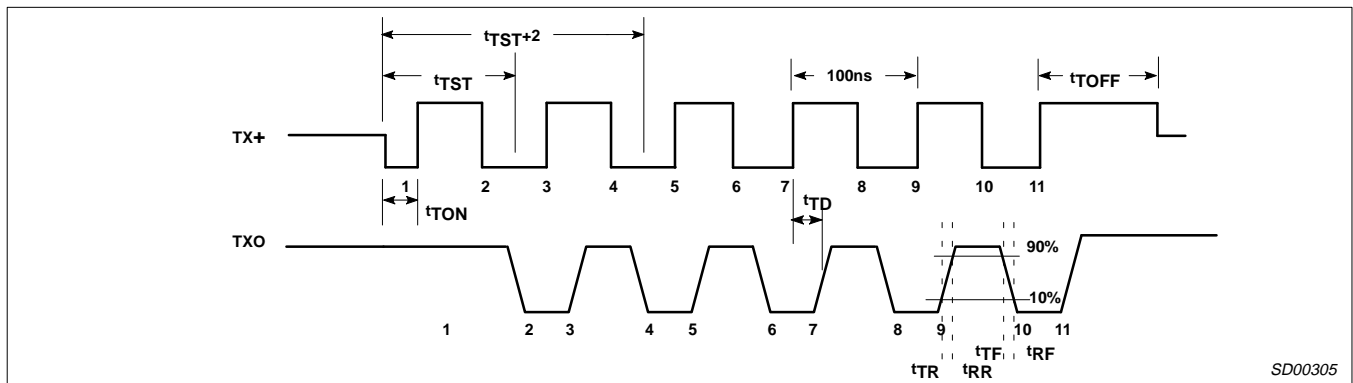 tTST+2
tTST
100ns
tTOFF
TX+
1 2 3 4 5 6 7 8 9 10 11
tTON
tTD
TXO
90%
10%
1 2 3 4 5 6 7 8 9 10 11
tTF tRF
tTR tRR
SD00305